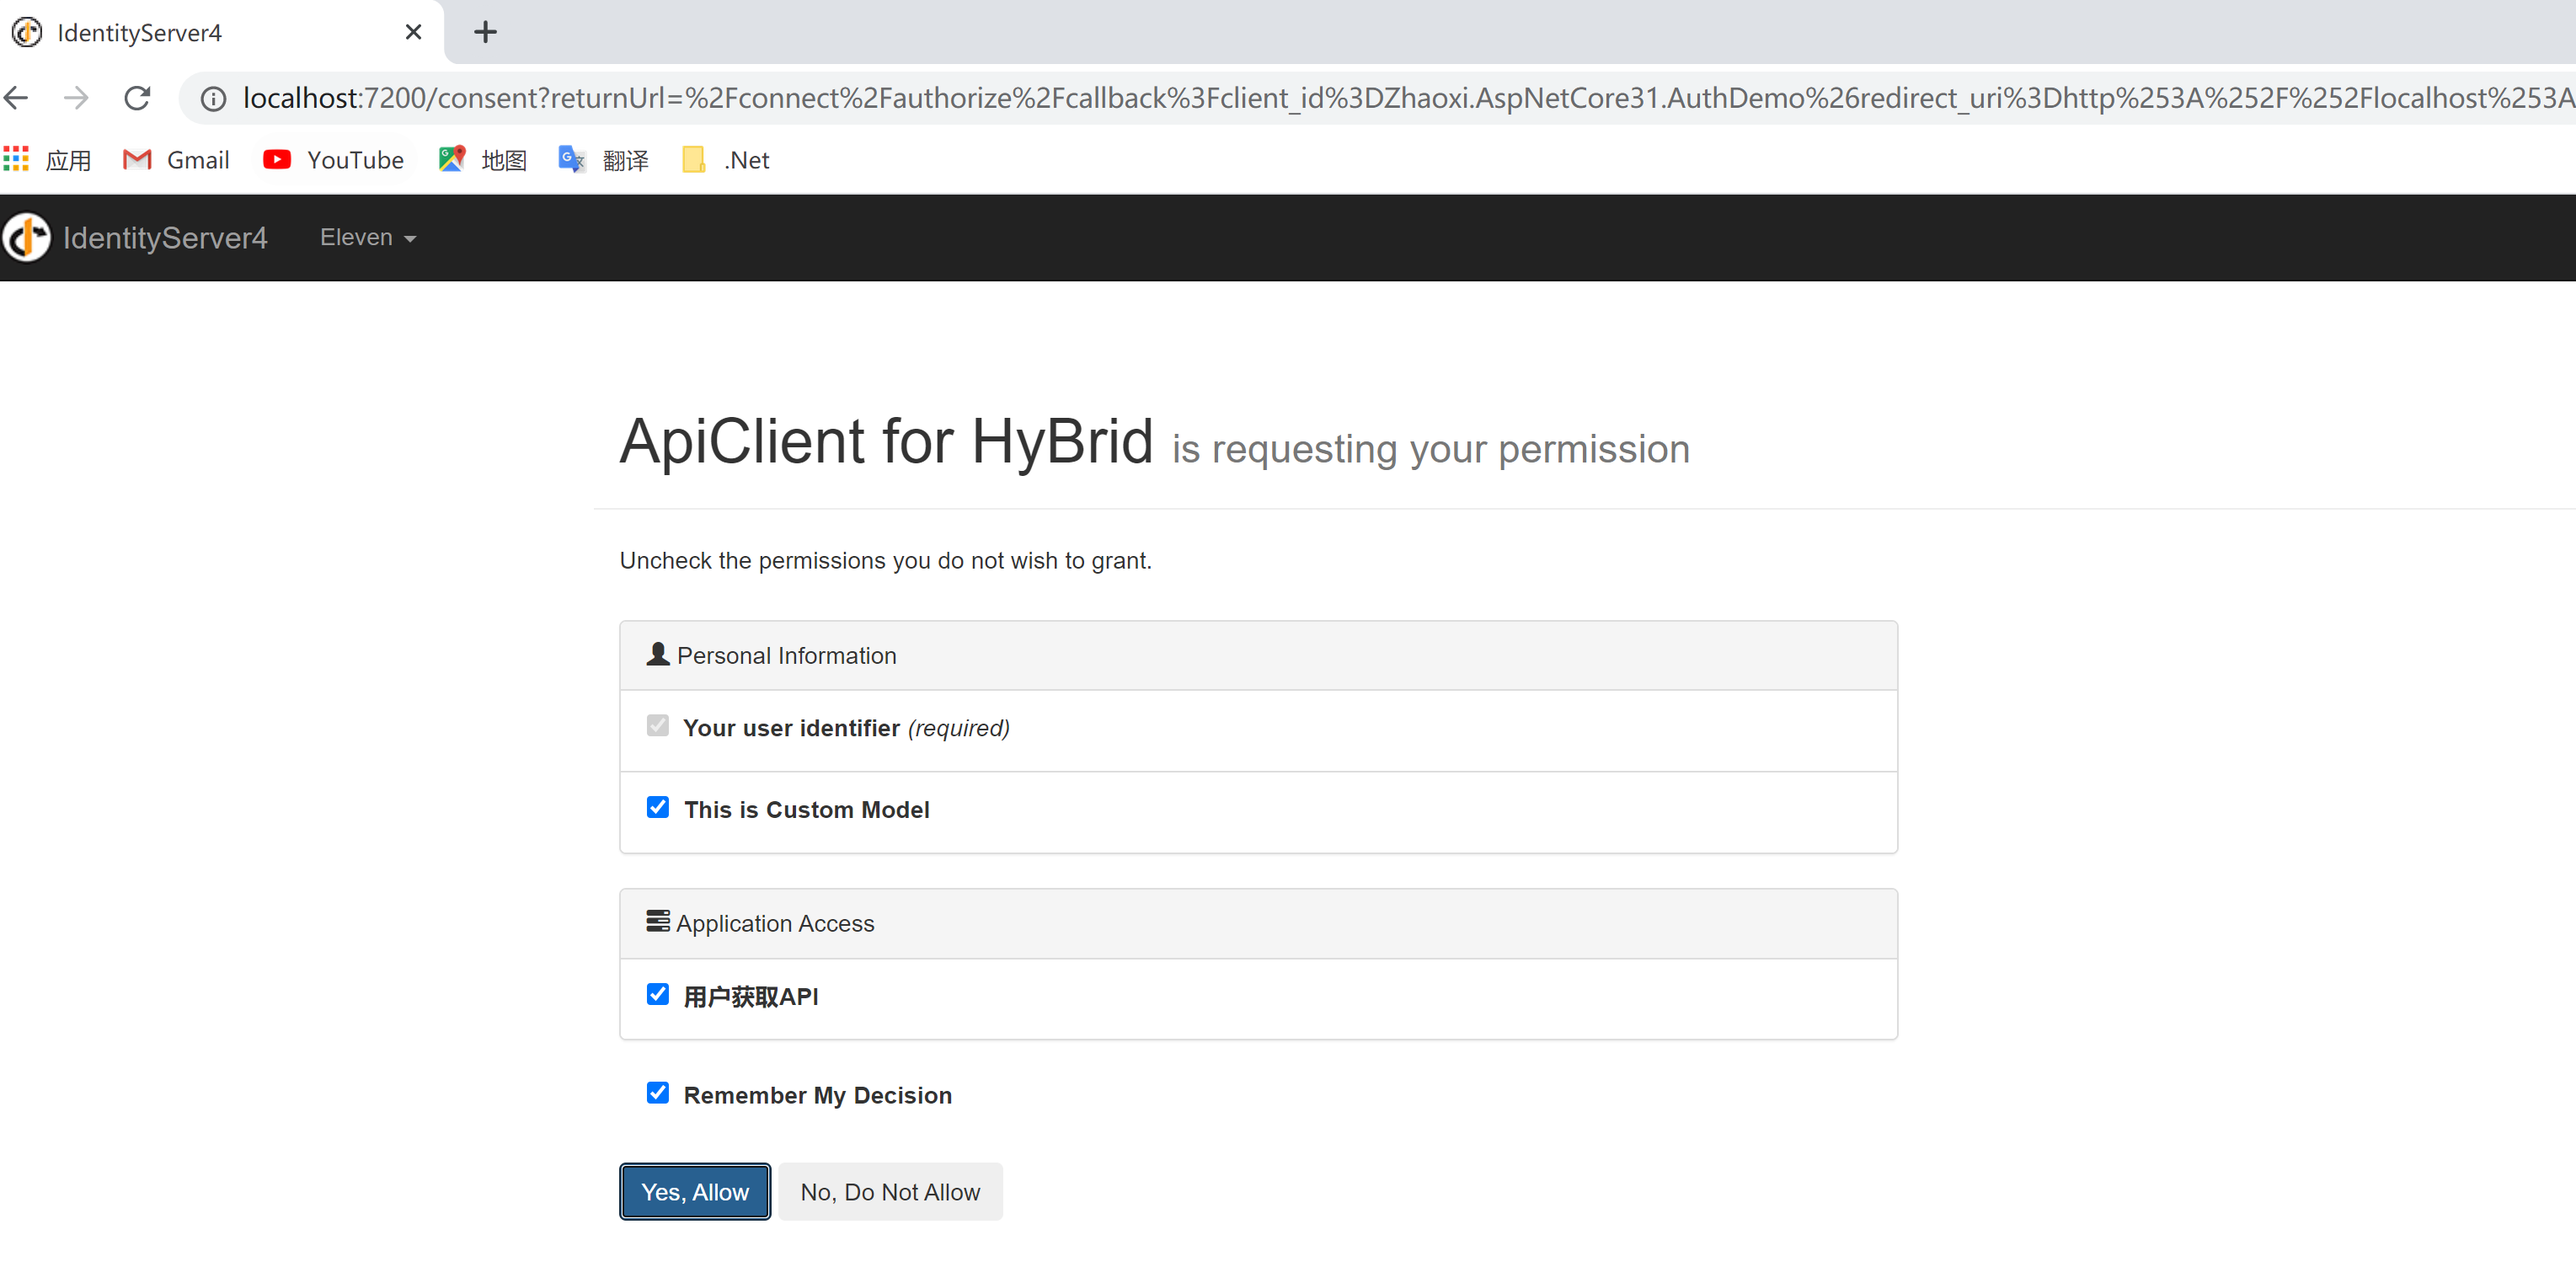 IdentityServer4
localhost:7200/consent?returnUrl=%2Fconnect%2Fauthorize%2Fcallback%3Fclient_id%3DZhaoxi.AspNetCore31.AuthDemo%26redirect_uri%3Dhttp%253A%252F%252Flocalhost%253A
应用 Gmail YouTube 地图 翻译 .Net
IdentityServer4 Eleven
ApiClient for HyBrid is requesting your permission
Uncheck the permissions you do not wish to grant.
Personal Information
Your user identifier (required)
This is Custom Model
Application Access
用户获取API
Remember My Decision
Yes, Allow No, Do Not Allow